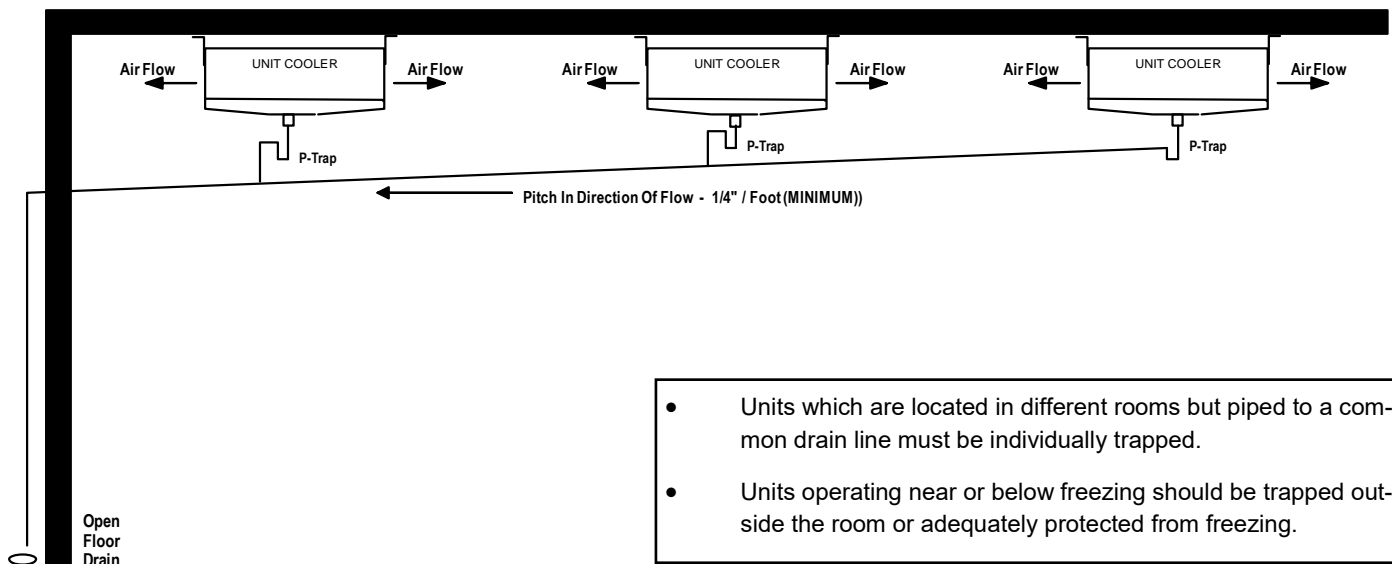 UNIT COOLER
UNIT COOLER
UNIT COOLER
Air Flow
Air Flow
Air Flow
Air Flow
Air Flow
Air Flow
P-Trap
P-Trap
P-Trap
Pitch In Direction Of Flow - 1/4" / Foot (MINIMUM))
• Units which are located in different rooms but piped to a com-
mon drain line must be individually trapped.
• Units operating near or below freezing should be trapped out-
side the room or adequately protected from freezing.
Open
Floor
Drain